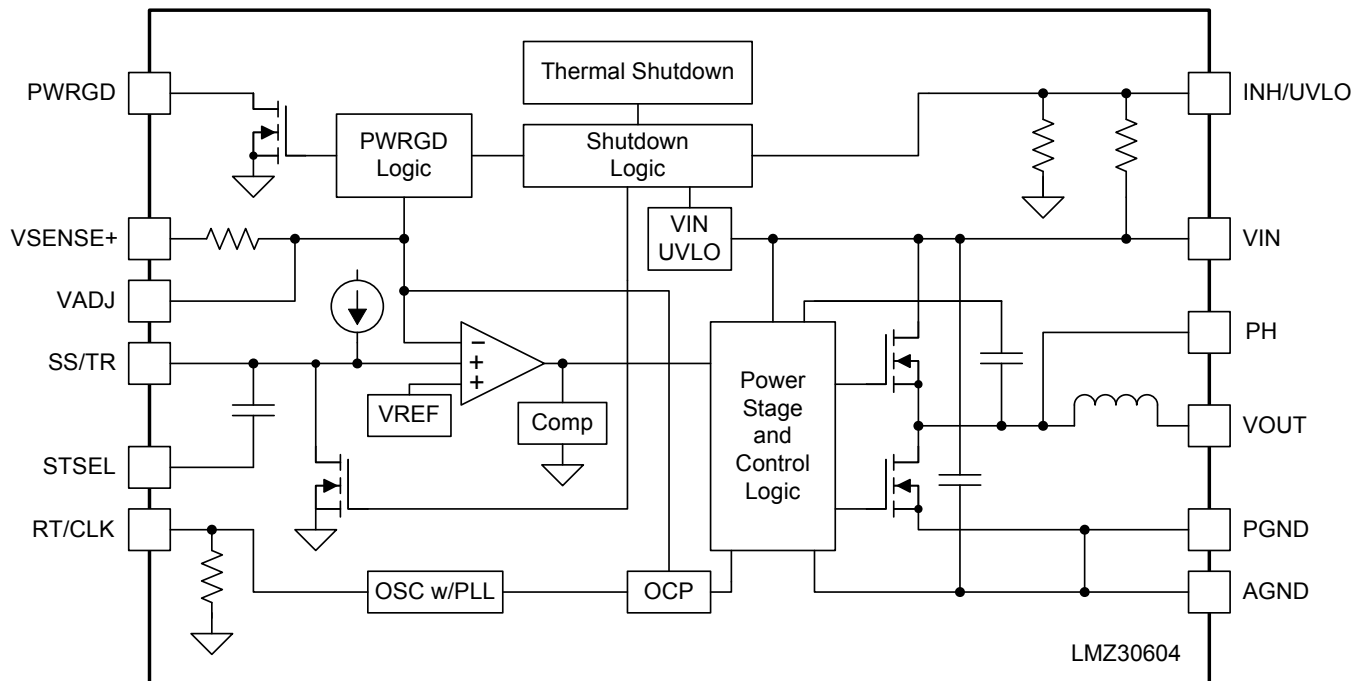 Thermal Shutdown
PWRGD
INH/UVLO
PWRGD
Logic
Shutdown
Logic
VSENSE+
VIN
UVLO
VIN
VADJ
PH
SS/TR
−
+
+
VREF
Comp
Power
Stage
and
Control
Logic
VOUT
STSEL
RT/CLK
PGND
OSC w/PLL
OCP
AGND
LMZ30604